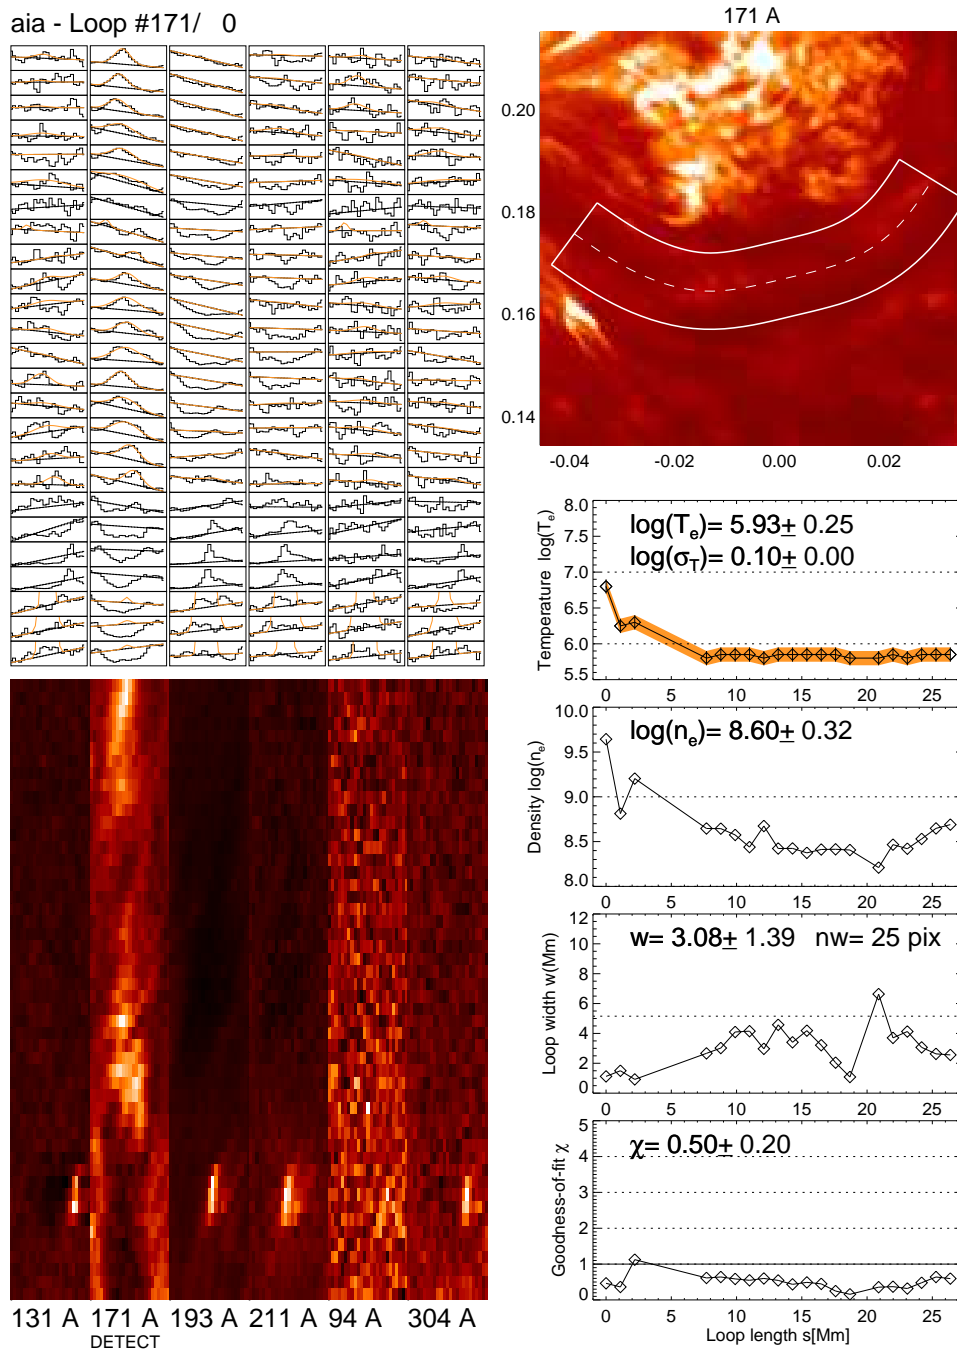 aia - Loop #171/   0
171 A
0.20
0.18
0.16
0.14
-0.04
-0.02
0.00
0.02
Temperature log(T_e)
8.0
7.5
7.0
6.5
6.0
5.5
log(T_e)= 5.93± 0.25
log(σ_T)= 0.10± 0.00
0 5 10 15 20 25
Density log(n_e)
10.0
9.5
9.0
8.5
8.0
log(n_e)= 8.60± 0.32
0 5 10 15 20 25
Loop width w(Mm)
12
10
8
6
4
2
0
w= 3.08± 1.39   nw= 25 pix
0 5 10 15 20 25
Goodness-of-fit χ
5
4
3
2
1
0
χ= 0.50± 0.20
0 5 10 15 20 25
Loop length s[Mm]
131 A 171 A 193 A 211 A 94 A 304 A
DETECT